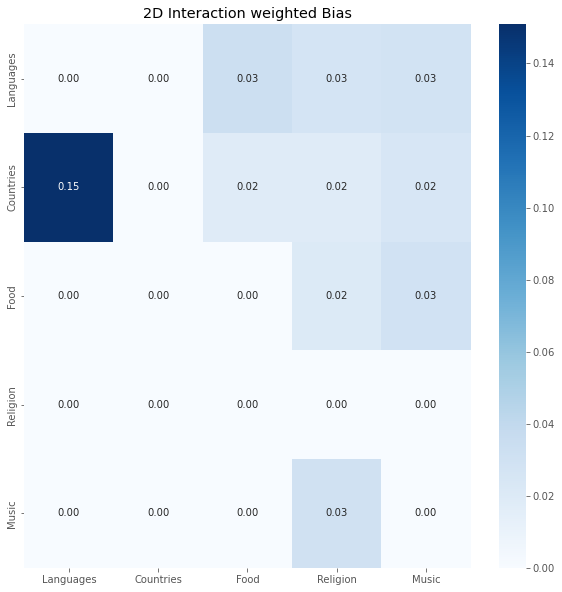 2D Interaction weighted Bias
Languages 0.00 0.00 0.03 0.03 0.03
Countries 0.15 0.00 0.02 0.02 0.02
Food 0.00 0.00 0.00 0.02 0.03
Religion 0.00 0.00 0.00 0.00 0.00
Music 0.00 0.00 0.00 0.03 0.00
Languages Countries Food Religion Music
0.14
0.12
0.10
0.08
0.06
0.04
0.02
0.00